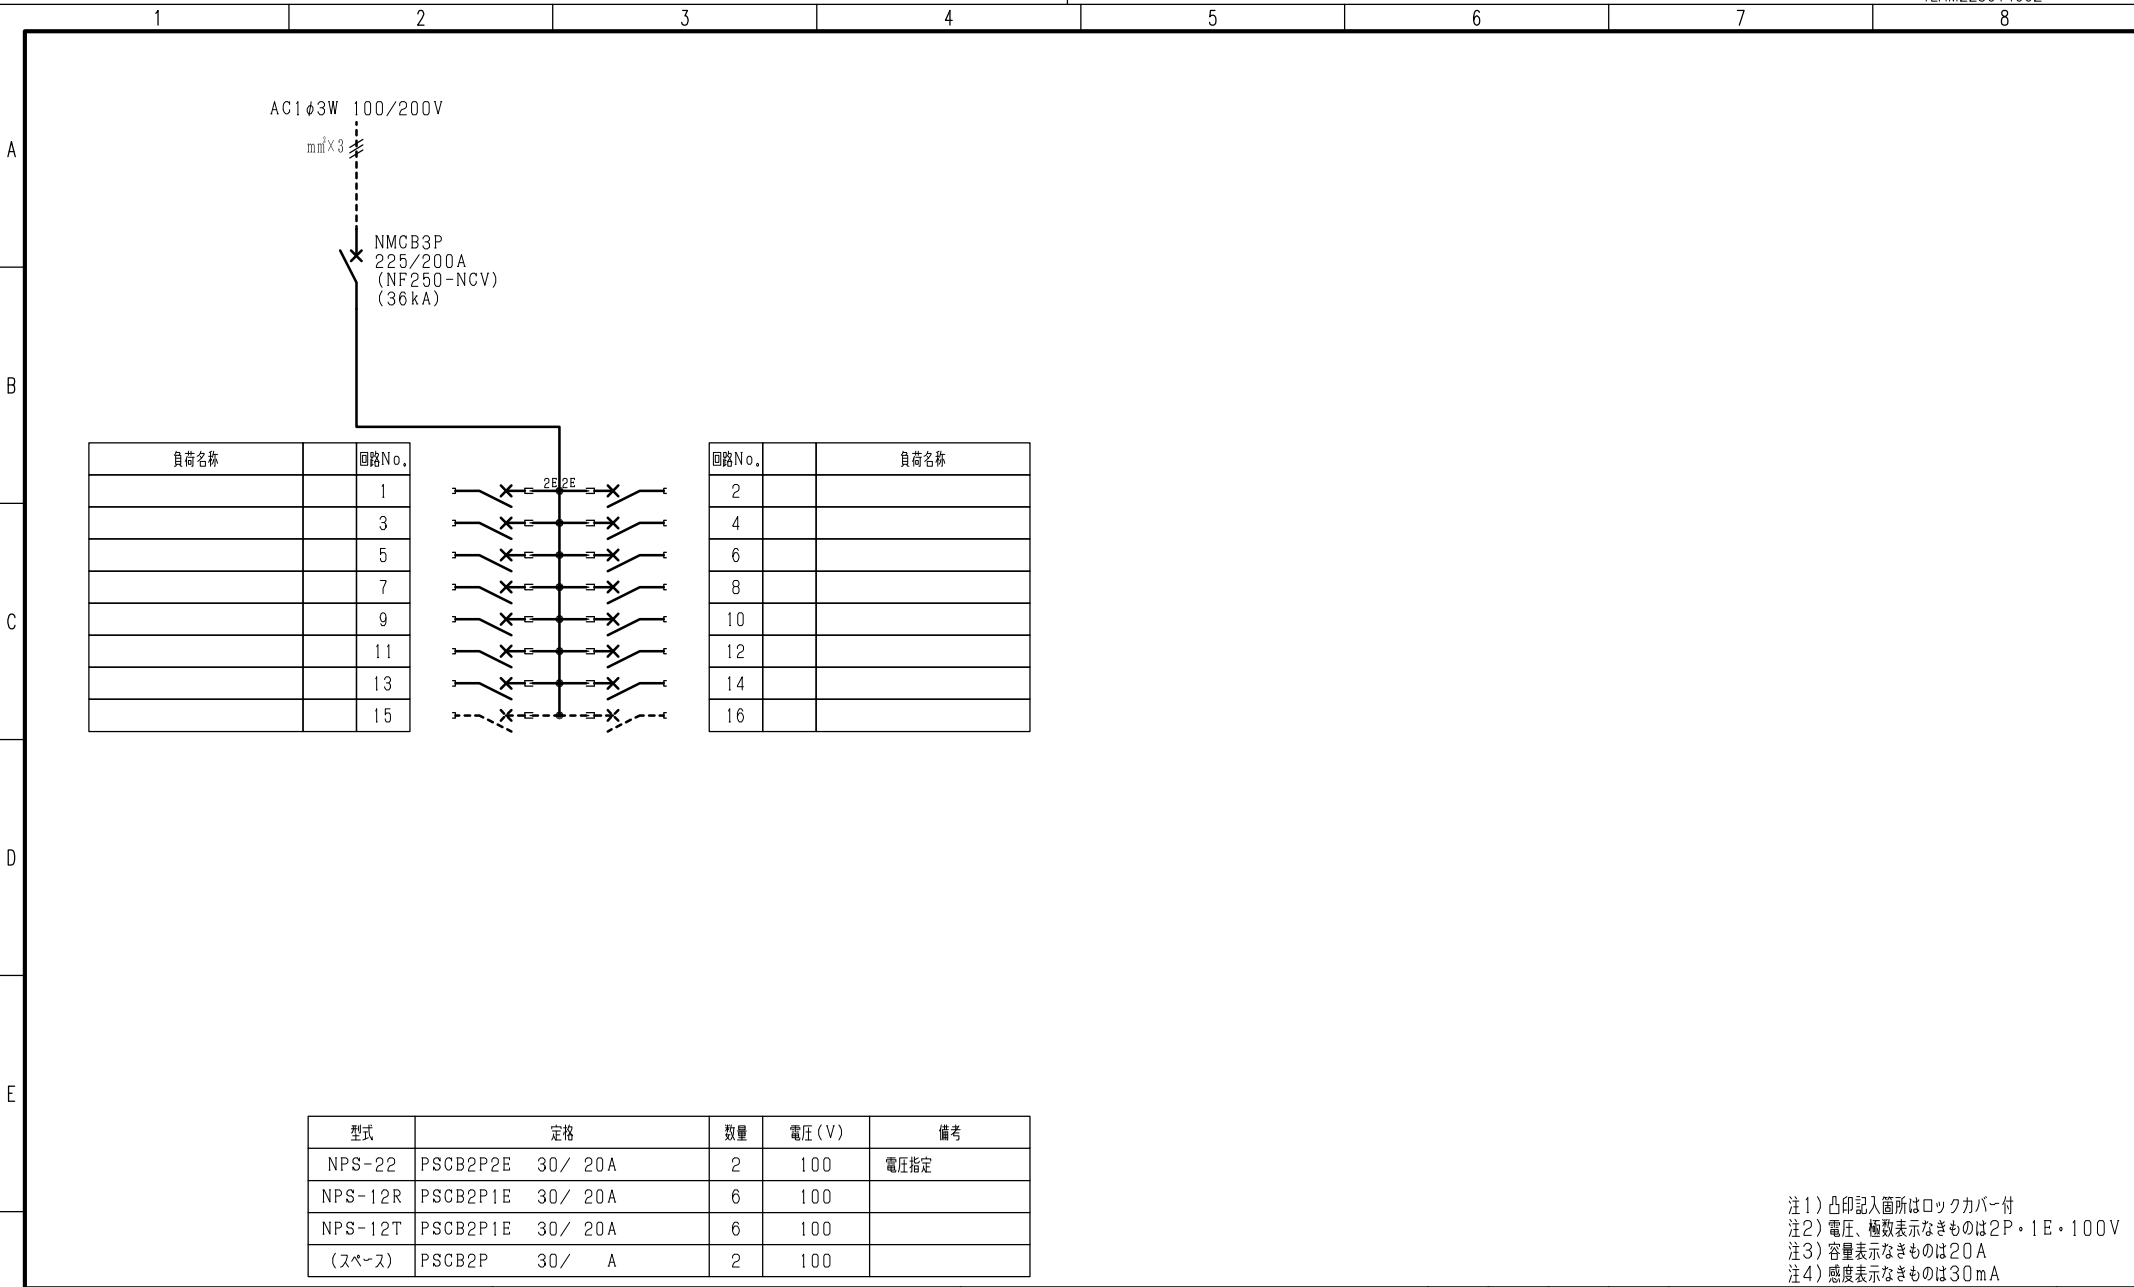 1 2 3 4 5 6 7 8
A
B
C
D
E
AC1φ3W 100/200V
mm²×3
NMCB3P
225/200A
(NF250-NCV)
(36kA)
負荷名称 回路No.
1
3
5
7
9
11
13
15
2E 2E
回路No. 負荷名称
2
4
6
8
10
12
14
16
型式 定格 数量 電圧(V) 備考
NPS-22 PSCB2P2E 30/ 20A 2 100 電圧指定
NPS-12R PSCB2P1E 30/ 20A 6 100
NPS-12T PSCB2P1E 30/ 20A 6 100
(スペース) PSCB2P 30/ A 2 100
注1)凸印記入箇所はロックカバー付
注2)電圧、極数表示なきものは2P・1E・100V
注3)容量表示なきものは20A
注4)感度表示なきものは30mA